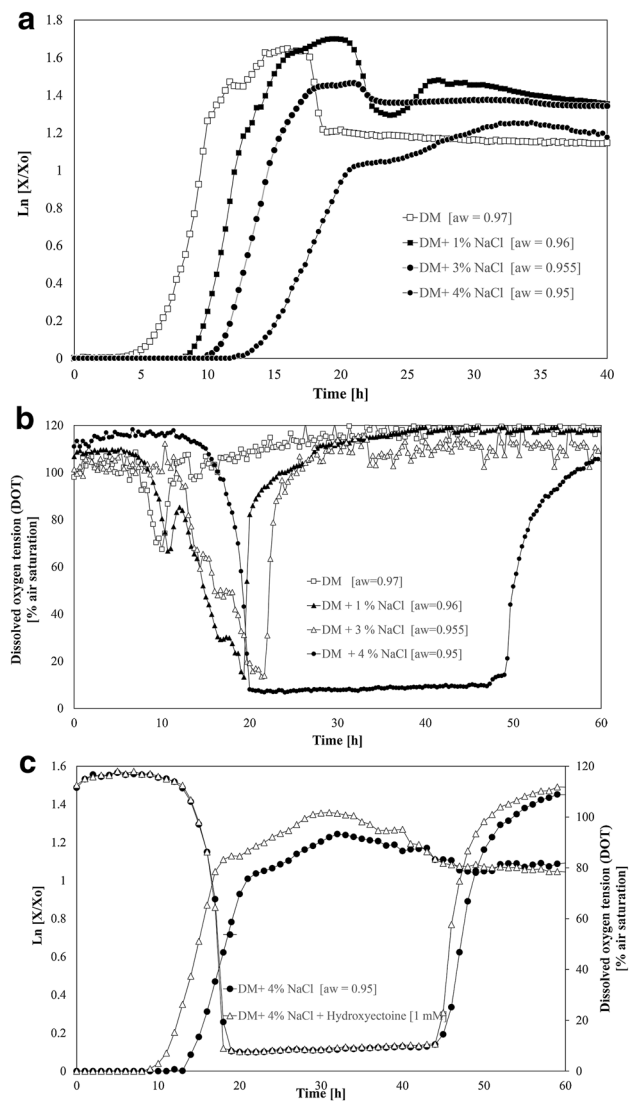 a
1.8
1.6
1.4
1.2
1
0.8
0.6
0.4
0.2
0
Ln [X/Xo]
0 5 10 15 20 25 30 35 40
Time [h]
DM [aw = 0.97]
DM+ 1% NaCl [aw = 0.96]
DM+ 3% NaCl [aw = 0.955]
DM+ 4% NaCl [aw = 0.95]
b
120
100
80
60
40
20
0
Dissolved oxygen tension (DOT)
[% air saturation]
0 10 20 30 40 50 60
Time [h]
DM [aw=0.97]
DM + 1 % NaCl [aw=0.96]
DM + 3 % NaCl [aw=0.955]
DM + 4 % NaCl [aw=0.95]
c
1.6
1.4
1.2
1
0.8
0.6
0.4
0.2
0
Ln [X/Xo]
120
100
80
60
40
20
0
Dissolved oxygen tension (DOT)
[% air saturation]
0 10 20 30 40 50 60
Time [h]
DM+ 4% NaCl [aw = 0.95]
DM+ 4% NaCl + Hydroxyectoine [1 mM]